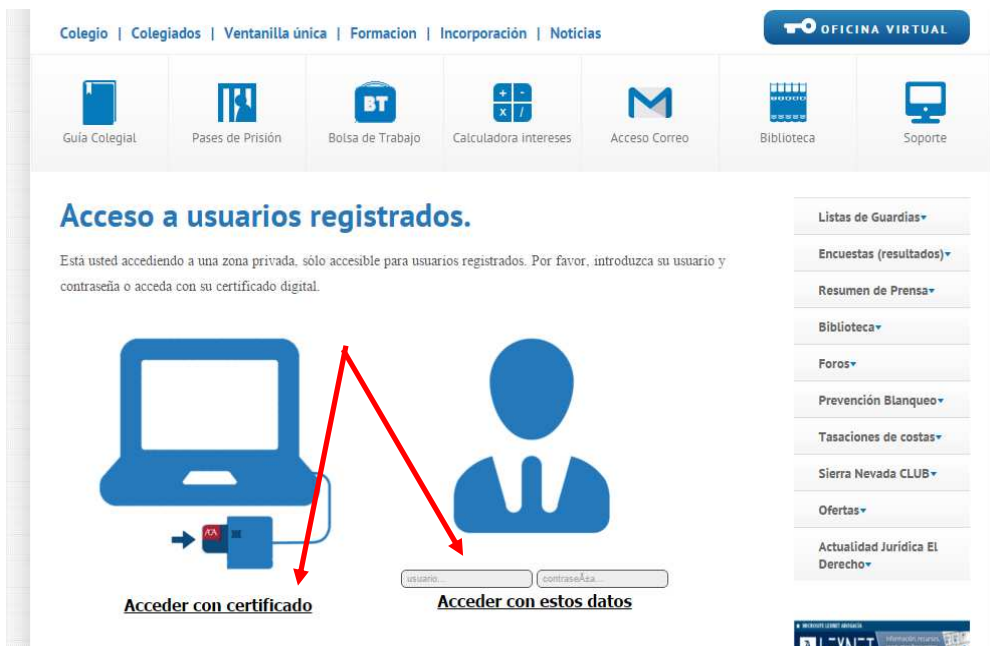 Colegio | Colegiados | Ventanilla única | Formacion | Incorporación | Noticias
OFICINA VIRTUAL
BT
+ -
x /
Guía Colegial Pases de Prisión Bolsa de Trabajo Calculadora intereses Acceso Correo Biblioteca Soporte
Acceso a usuarios registrados.
Está usted accediendo a una zona privada, sólo accesible para usuarios registrados. Por favor, introduzca su usuario y
contraseña o acceda con su certificado digital.
ACA
usuario... contraseÃ±a...
Acceder con certificado
Acceder con estos datos
Listas de Guardias
Encuestas (resultados)
Resumen de Prensa
Biblioteca
Foros
Prevención Blanqueo
Tasaciones de costas
Sierra Nevada CLUB
Ofertas
Actualidad Jurídica El
Derecho
LEXNET